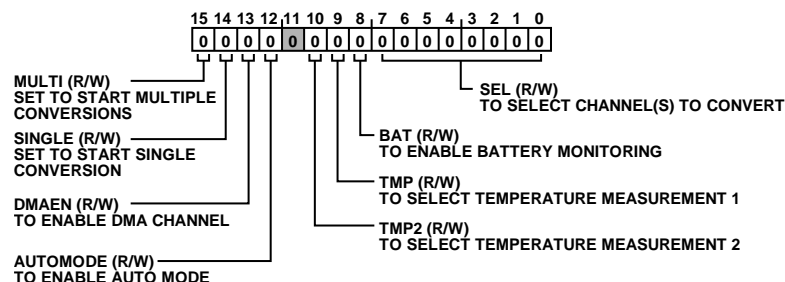 15 14 13 12 11 10 9 8 7 6 5 4 3 2 1 0
0 0 0 0 0 0 0 0 0 0 0 0 0 0 0 0
MULTI (R/W)
SET TO START MULTIPLE
CONVERSIONS
SINGLE (R/W)
SET TO START SINGLE
CONVERSION
DMAEN (R/W)
TO ENABLE DMA CHANNEL
AUTOMODE (R/W)
TO ENABLE AUTO MODE
SEL (R/W)
TO SELECT CHANNEL(S) TO CONVERT
BAT (R/W)
TO ENABLE BATTERY MONITORING
TMP (R/W)
TO SELECT TEMPERATURE MEASUREMENT 1
TMP2 (R/W)
TO SELECT TEMPERATURE MEASUREMENT 2